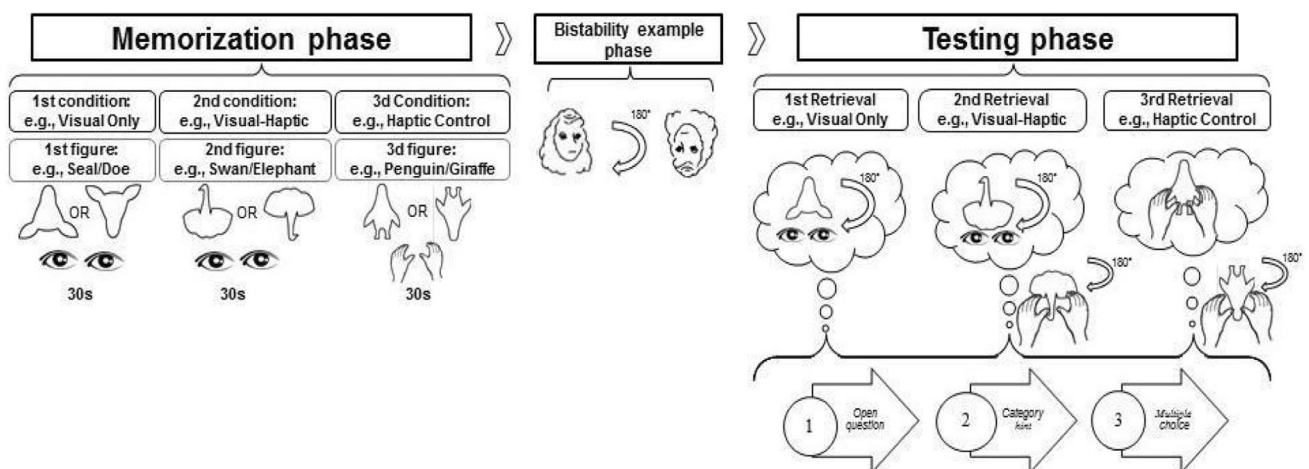 Memorization phase
Bistability example
phase
Testing phase
1st condition:
e.g., Visual Only
2nd condition:
e.g., Visual-Haptic
3d Condition:
e.g., Haptic Control
1st figure:
e.g., Seal/Doe
2nd figure:
e.g., Swan/Elephant
3d figure:
e.g., Penguin/Giraffe
OR
OR
OR
30s
30s
30s
180°
1st Retrieval
e.g., Visual Only
2nd Retrieval
e.g., Visual-Haptic
3rd Retrieval
e.g., Haptic Control
180°
180°
180°
180°
1
Open
question
2
Category
hint
3
Multiple
choice